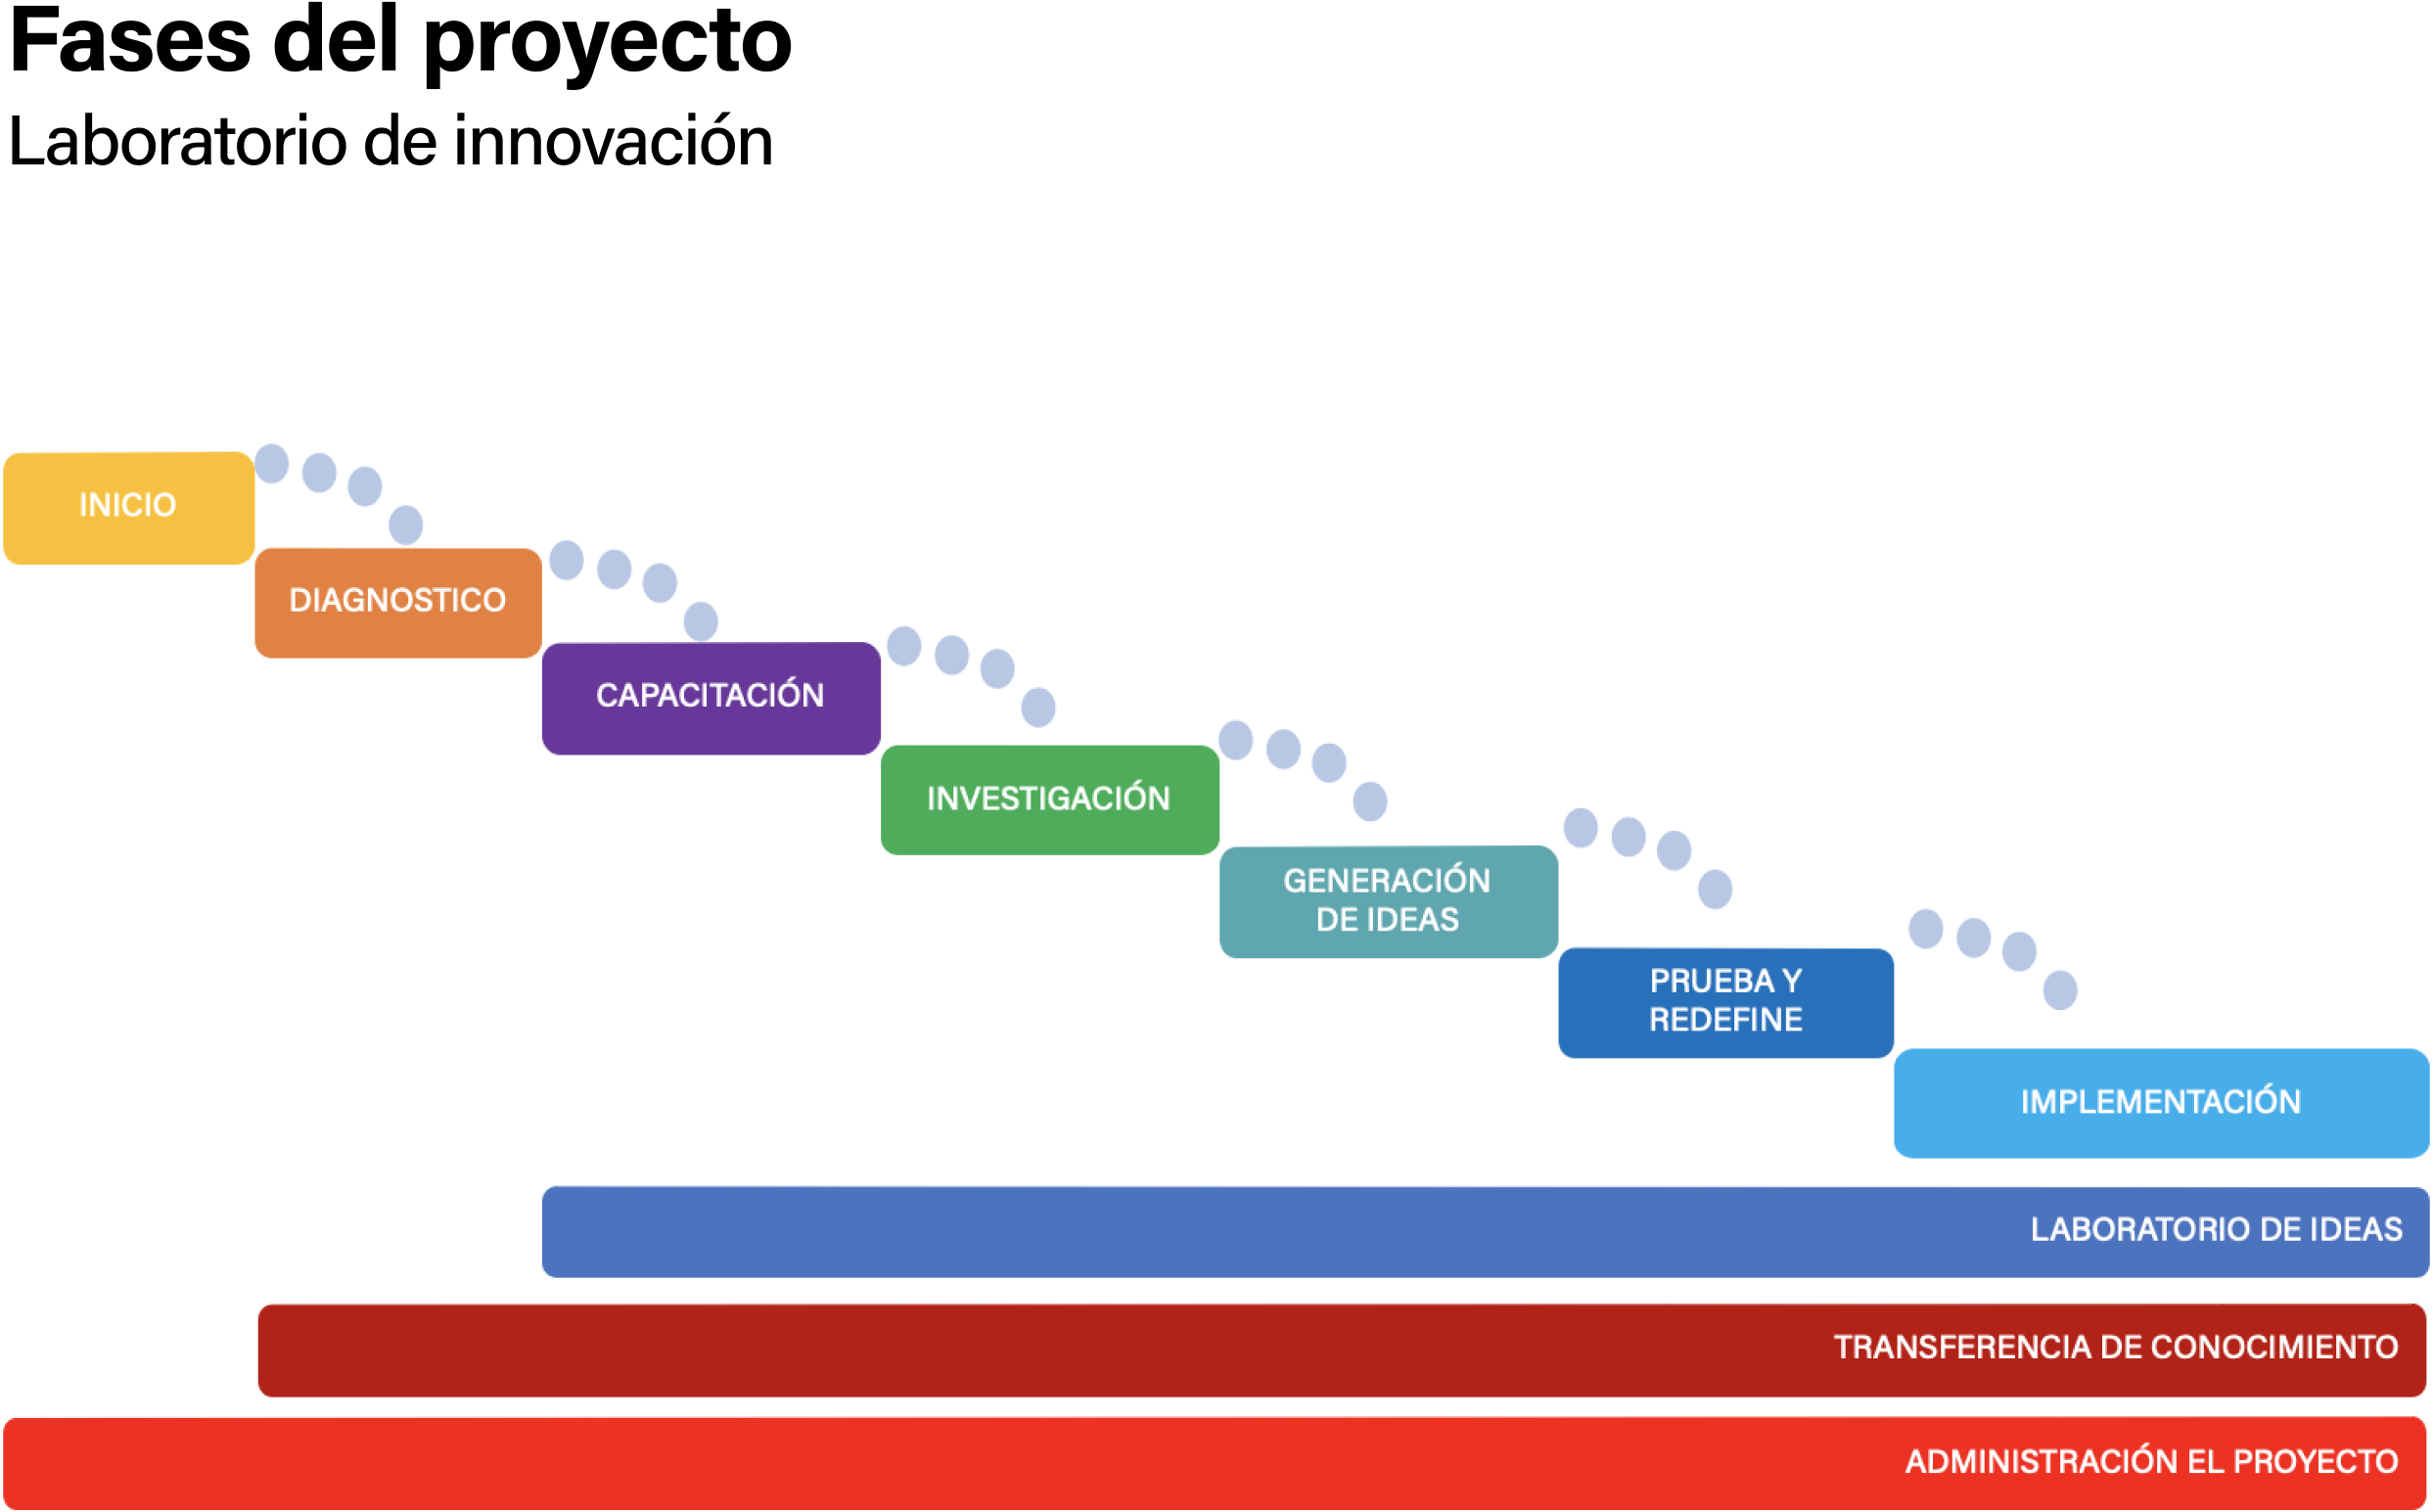 Fases del proyecto
Laboratorio de innovación
INICIO
DIAGNOSTICO
CAPACITACIÓN
INVESTIGACIÓN
GENERACIÓN
DE IDEAS
PRUEBA Y
REDEFINE
IMPLEMENTACIÓN
LABORATORIO DE IDEAS
TRANSFERENCIA DE CONOCIMIENTO
ADMINISTRACIÓN EL PROYECTO